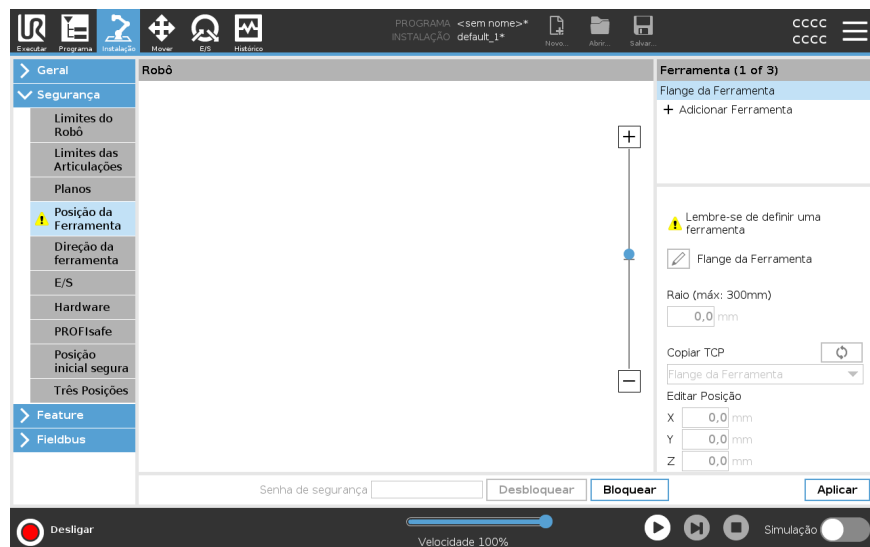 PROGRAMA <sem nome>*
INSTALAÇÃO default_1*
Executar
Programa
Instalação
Mover
E/S
Histórico
Novo...
Abrir...
Salvar...
CCCC
CCCC
Geral
Segurança
Limites do
Robô
Limites das
Articulações
Planos
Posição da
Ferramenta
Direção da
ferramenta
E/S
Hardware
PROFIsafe
Posição
inicial segura
Três Posições
Feature
Fieldbus
Robô
Ferramenta (1 of 3)
Flange da Ferramenta
+ Adicionar Ferramenta
Lembre-se de definir uma
ferramenta
Flange da Ferramenta
Raio (máx: 300mm)
0,0 mm
Copiar TCP
Flange da Ferramenta
Editar Posição
X 0,0 mm
Y 0,0 mm
Z 0,0 mm
Senha de segurança
Desbloquear
Bloquear
Aplicar
Desligar
Velocidade 100%
Simulação